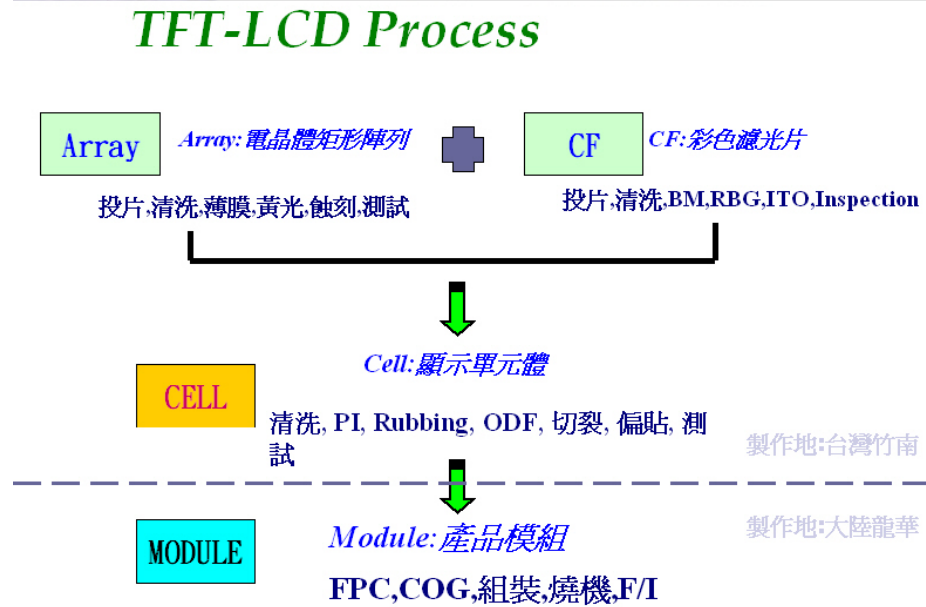 TFT-LCD Process
Array
Array:電晶體矩形陣列
CF
CF:彩色濾光片
投片,清洗,薄膜,黃光,蝕刻,測試
投片,清洗,BM,RBG,ITO,Inspection
Cell:顯示單元體
CELL
清洗, PI, Rubbing, ODF, 切裂, 偏貼, 測
試
製作地:台灣竹南
MODULE
Module:產品模組
製作地:大陸龍華
FPC,COG,組裝,燒機,F/I